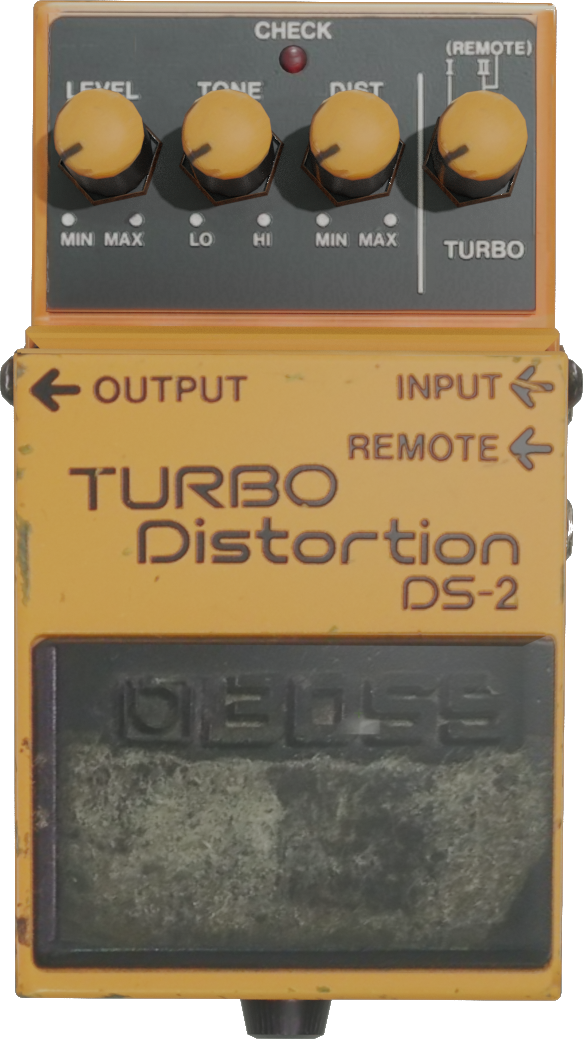 CHECK
(REMOTE)
I II
LEVEL TONE DIST
MIN MAX LO HI MIN MAX
TURBO
OUTPUT
INPUT
REMOTE
TURBO
Distortion
DS-2
BOSS